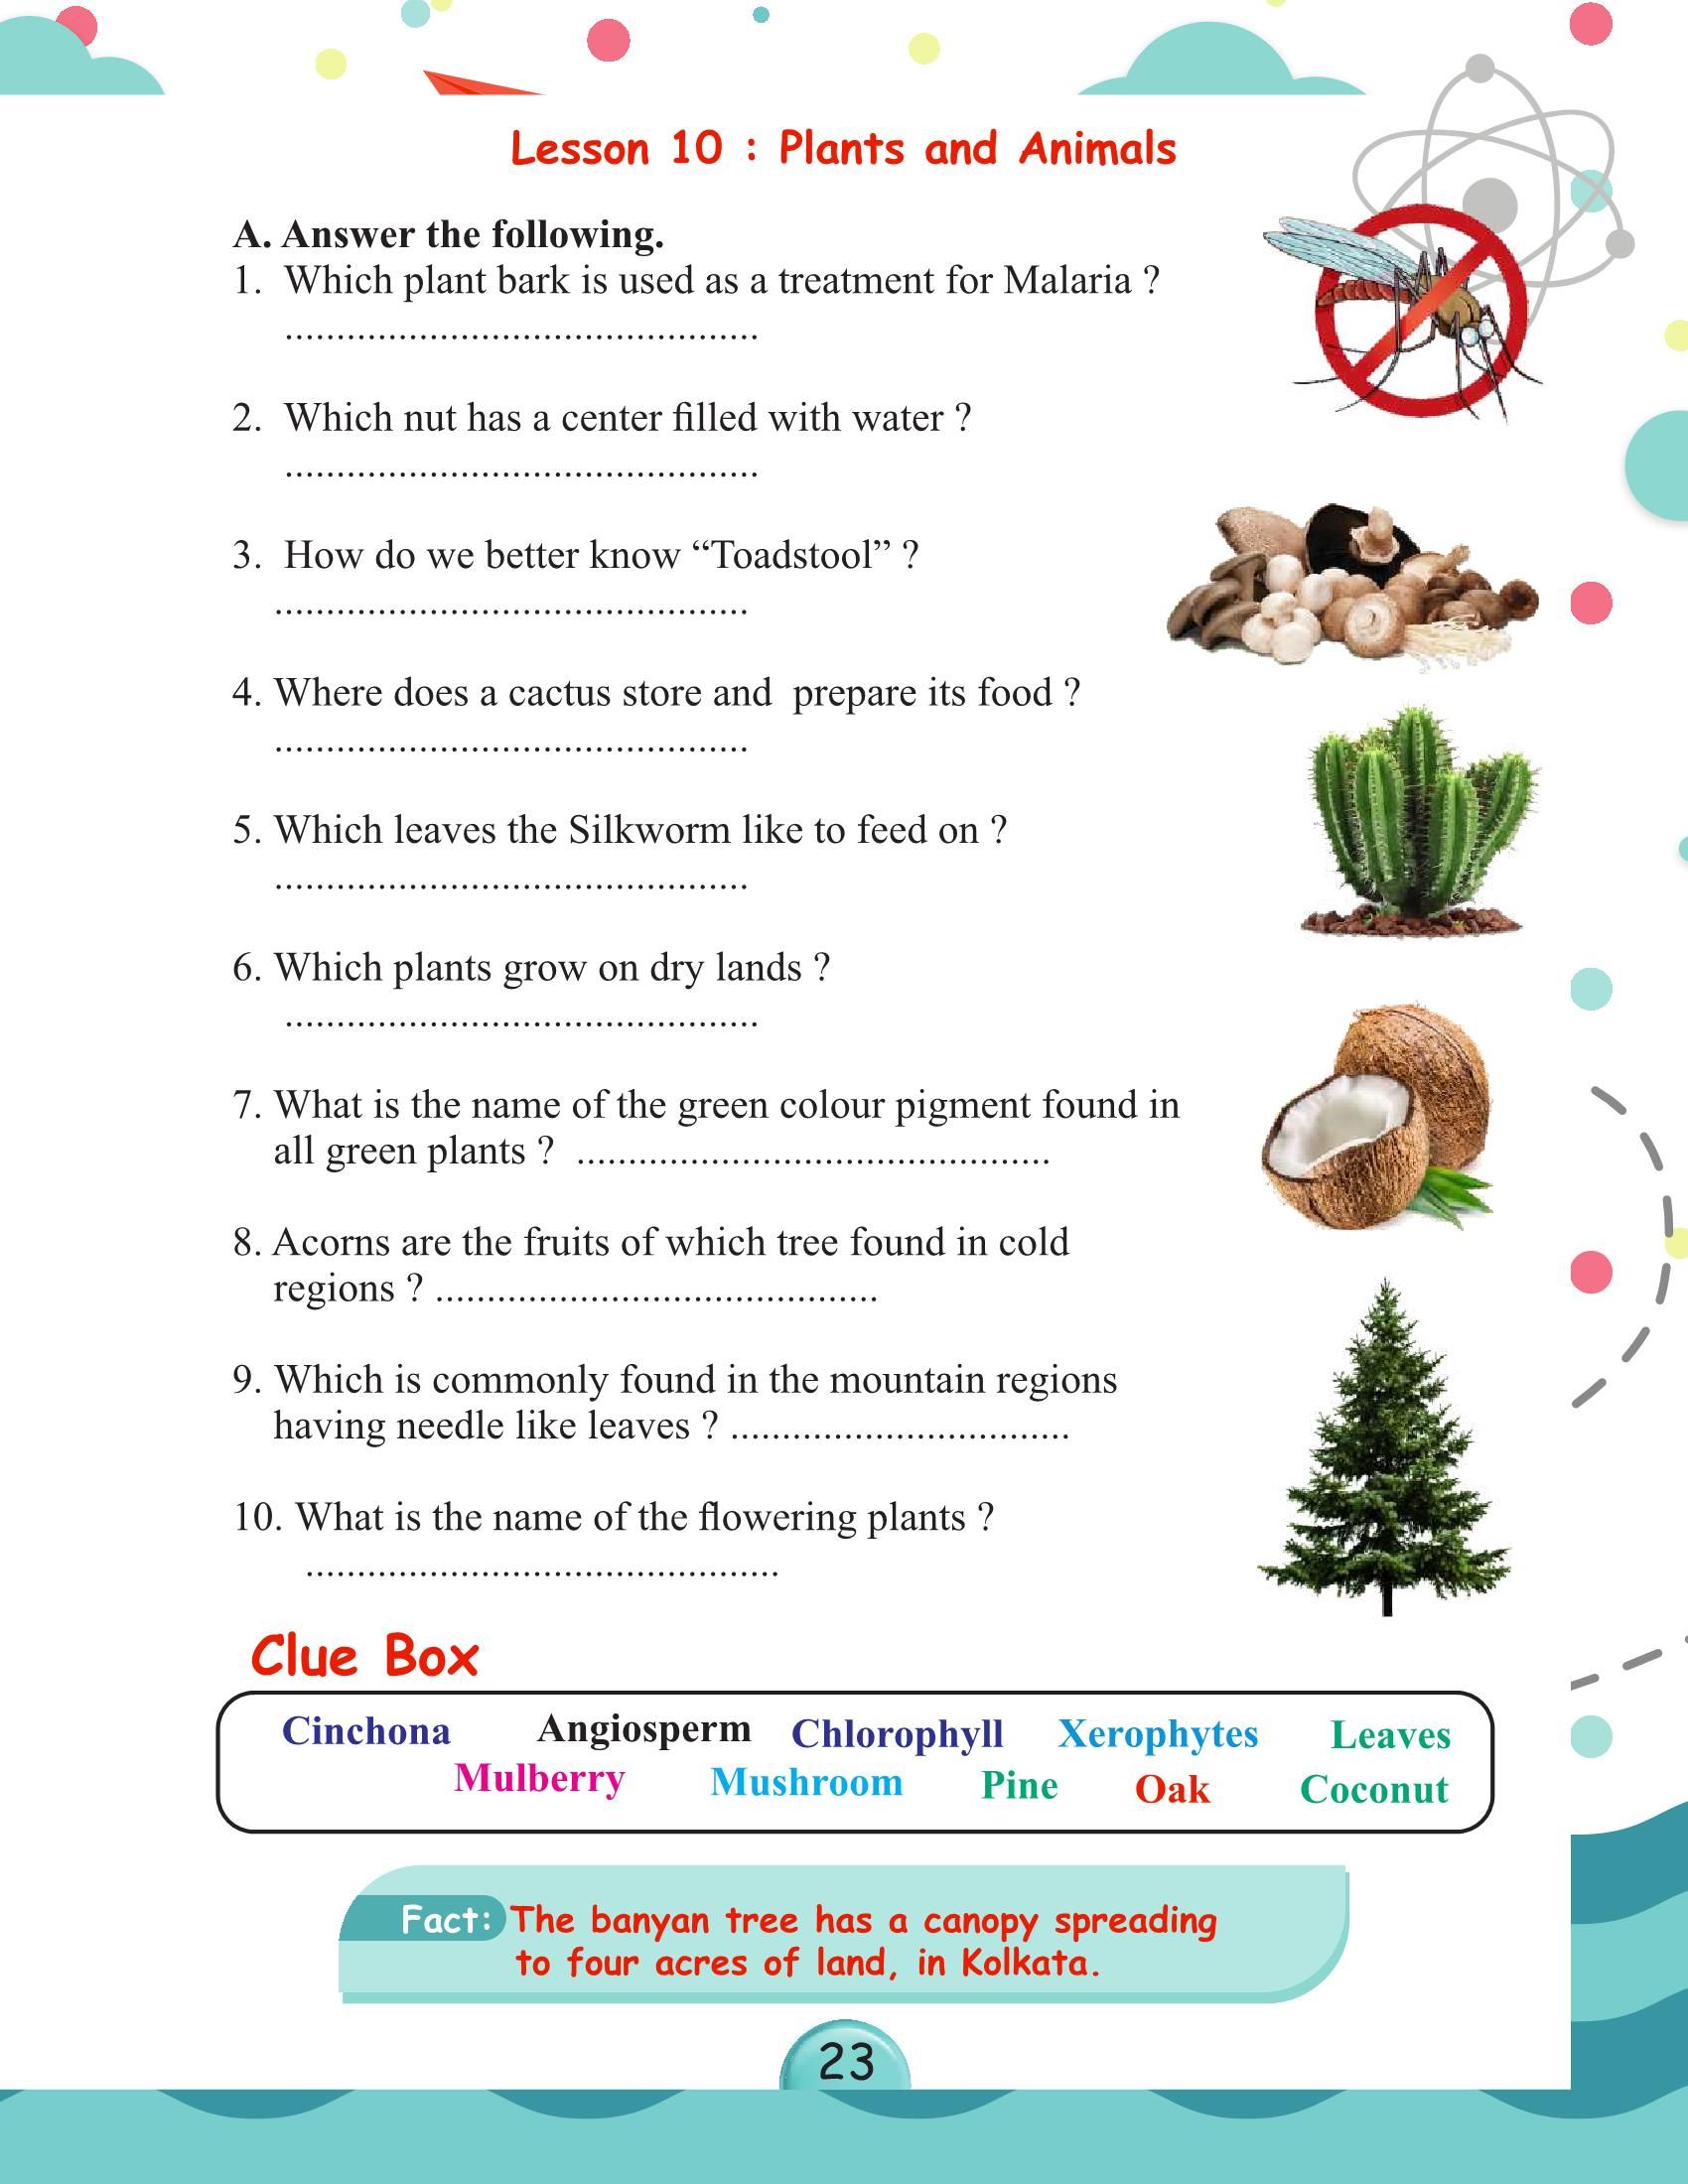 Lesson 10 : Plants and Animals
A. Answer the following.
1. Which plant bark is used as a treatment for Malaria ?
..............................................
2. Which nut has a center filled with water ?
..............................................
3. How do we better know “Toadstool” ?
..............................................
4. Where does a cactus store and prepare its food ?
..............................................
5. Which leaves the Silkworm like to feed on ?
..............................................
6. Which plants grow on dry lands ?
..............................................
7. What is the name of the green colour pigment found in
all green plants ? ..............................................
8. Acorns are the fruits of which tree found in cold
regions ? ...........................................
9. Which is commonly found in the mountain regions
having needle like leaves ? .................................
10. What is the name of the flowering plants ?
..............................................
Clue Box
Cinchona Angiosperm Chlorophyll Xerophytes Leaves
Mulberry Mushroom Pine Oak Coconut
Fact: The banyan tree has a canopy spreading
to four acres of land, in Kolkata.
23